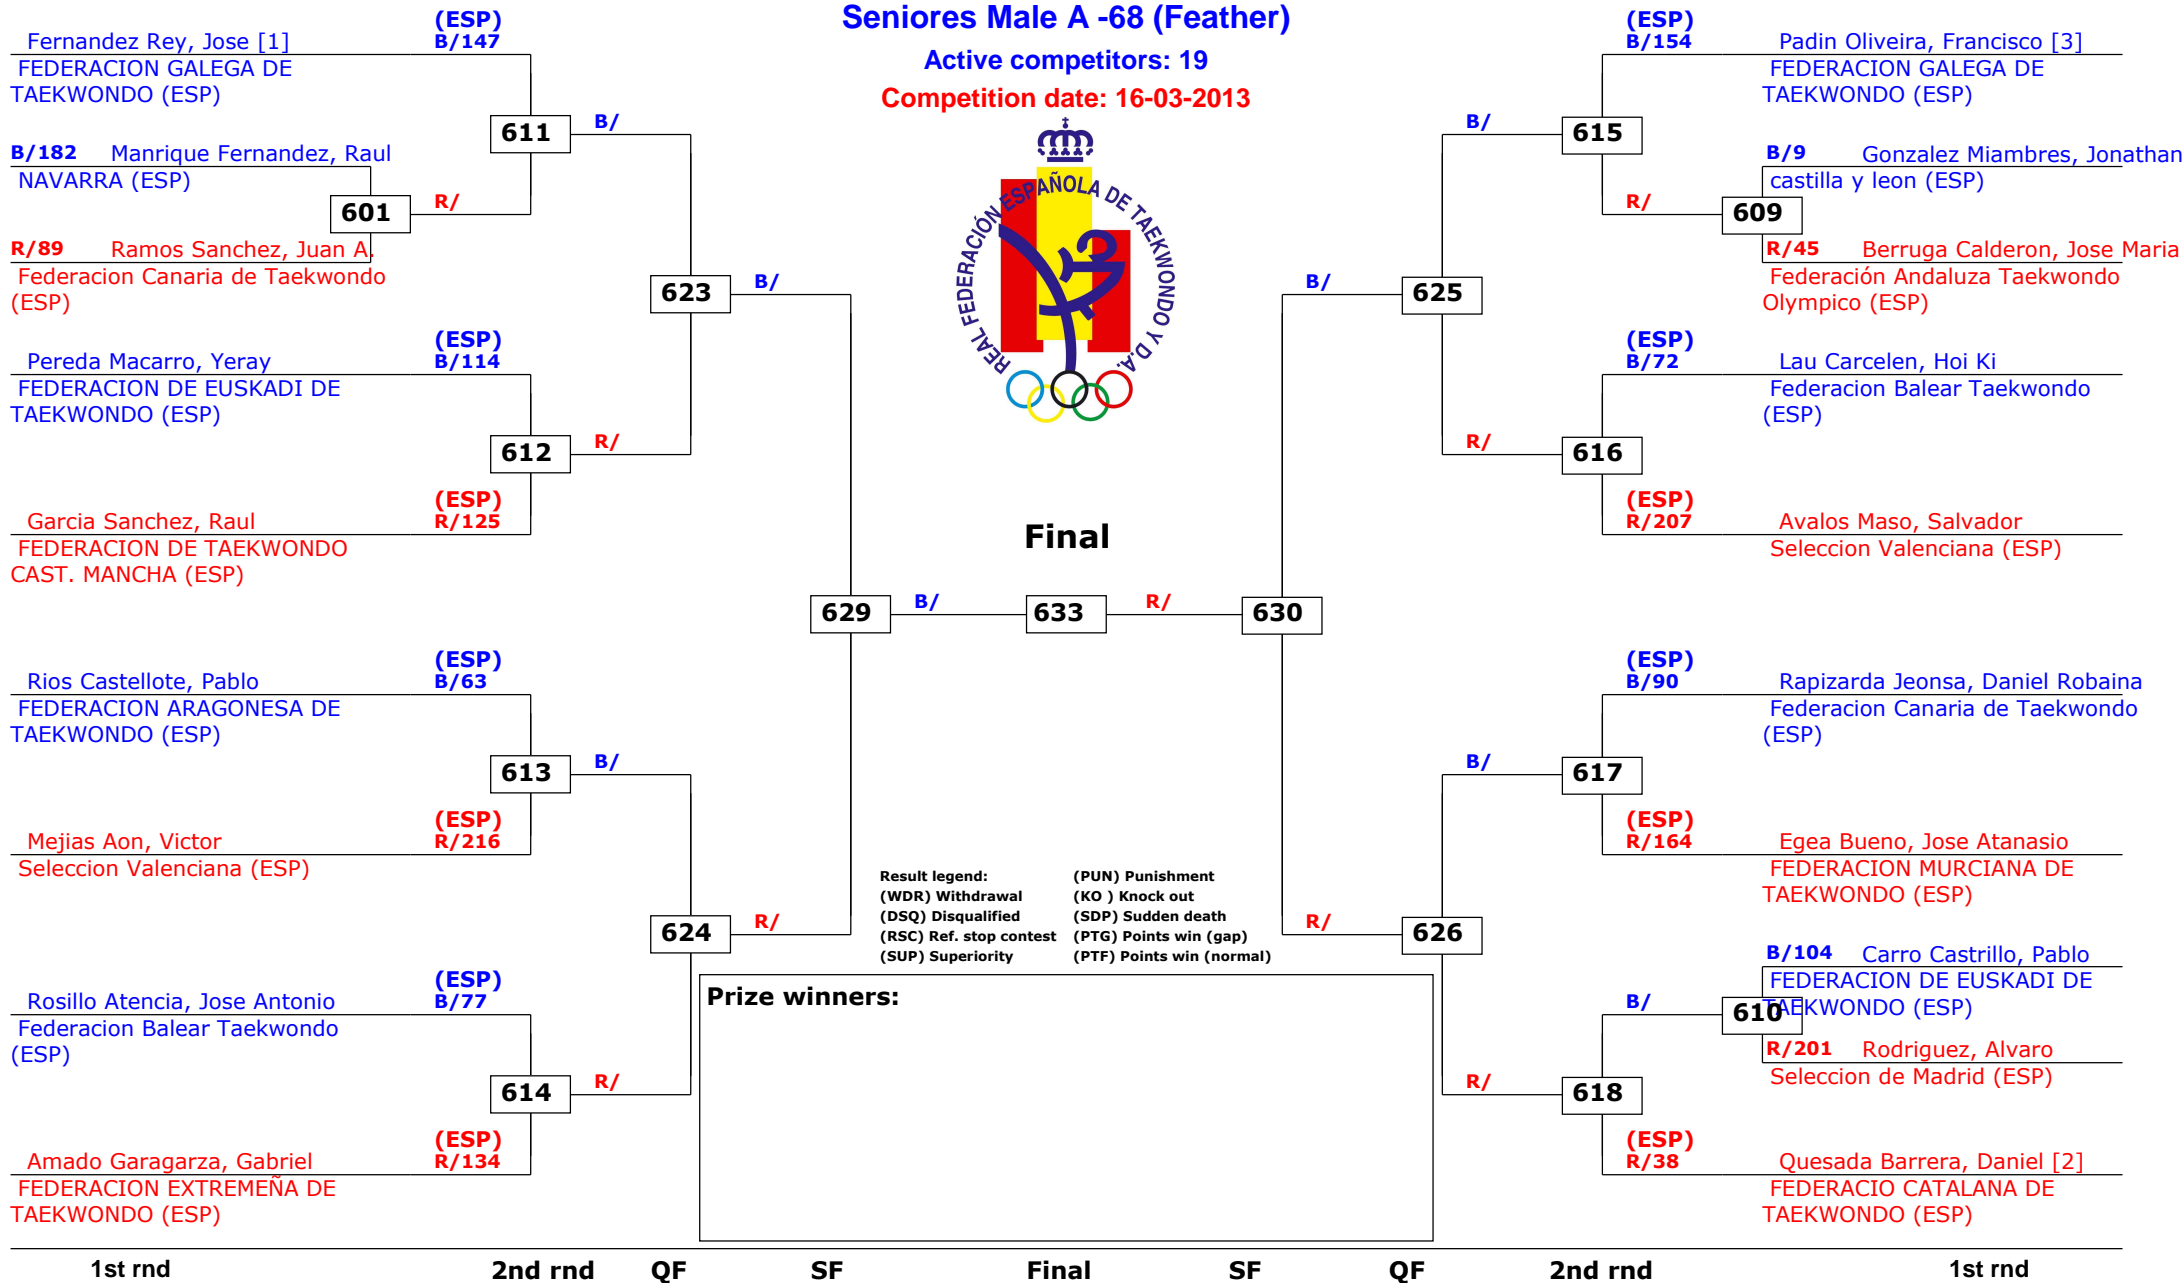 Seniores Male A -68 (Feather)
Active competitors: 19
Competition date: 16-03-2013
REAL FEDERACIÓN ESPAÑOLA DE TAEKWONDO Y D.A.
(ESP)
Fernandez Rey, Jose [1] B/147
FEDERACION GALEGA DE
TAEKWONDO (ESP)
611 B/
B/182 Manrique Fernandez, Raul
NAVARRA (ESP)
601 R/
R/89 Ramos Sanchez, Juan A.
Federacion Canaria de Taekwondo
(ESP)
623 B/
(ESP)
Pereda Macarro, Yeray B/114
FEDERACION DE EUSKADI DE
TAEKWONDO (ESP)
612 R/
(ESP)
Garcia Sanchez, Raul R/125
FEDERACION DE TAEKWONDO
CAST. MANCHA (ESP)
Final
629 B/ 633 R/ 630
(ESP)
Rios Castellote, Pablo B/63
FEDERACION ARAGONESA DE
TAEKWONDO (ESP)
613 B/
(ESP)
Mejias Aon, Victor R/216
Seleccion Valenciana (ESP)
624 R/
(ESP)
Rosillo Atencia, Jose Antonio B/77
Federacion Balear Taekwondo
(ESP)
614 R/
(ESP)
Amado Garagarza, Gabriel R/134
FEDERACION EXTREMEÑA DE
TAEKWONDO (ESP)
(ESP)
B/154 Padin Oliveira, Francisco [3]
FEDERACION GALEGA DE
TAEKWONDO (ESP)
B/ 615
B/9 Gonzalez Miambres, Jonathan
castilla y leon (ESP)
R/ 609
R/45 Berruga Calderon, Jose Maria
Federación Andaluza Taekwondo
Olympico (ESP)
B/ 625
(ESP)
B/72 Lau Carcelen, Hoi Ki
Federacion Balear Taekwondo
(ESP)
R/ 616
(ESP)
R/207 Avalos Maso, Salvador
Seleccion Valenciana (ESP)
(ESP)
B/90 Rapizarda Jeonsa, Daniel Robaina
Federacion Canaria de Taekwondo
(ESP)
B/ 617
(ESP)
R/164 Egea Bueno, Jose Atanasio
FEDERACION MURCIANA DE
TAEKWONDO (ESP)
R/ 626
B/104 Carro Castrillo, Pablo
FEDERACION DE EUSKADI DE
TAEKWONDO (ESP)
B/ 610
R/201 Rodriguez, Alvaro
Seleccion de Madrid (ESP)
R/ 618
(ESP)
R/38 Quesada Barrera, Daniel [2]
FEDERACIO CATALANA DE
TAEKWONDO (ESP)
Result legend: (PUN) Punishment
(WDR) Withdrawal (KO ) Knock out
(DSQ) Disqualified (SDP) Sudden death
(RSC) Ref. stop contest (PTG) Points win (gap)
(SUP) Superiority (PTF) Points win (normal)
Prize winners:
1st rnd 2nd rnd QF SF Final SF QF 2nd rnd 1st rnd